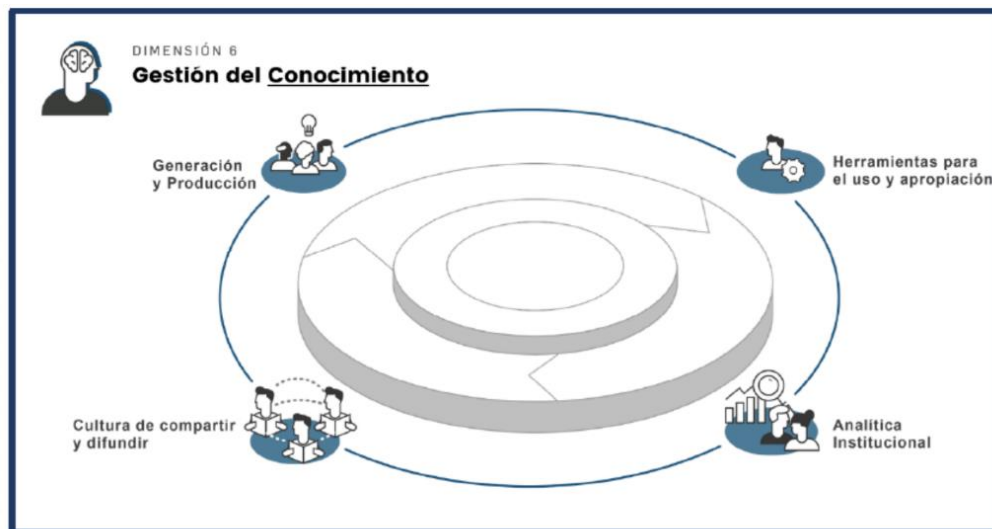 DIMENSIÓN 6
Gestión del Conocimiento
Generación
y Producción
Herramientas para
el uso y apropiación
Cultura de compartir
y difundir
Analítica
Institucional